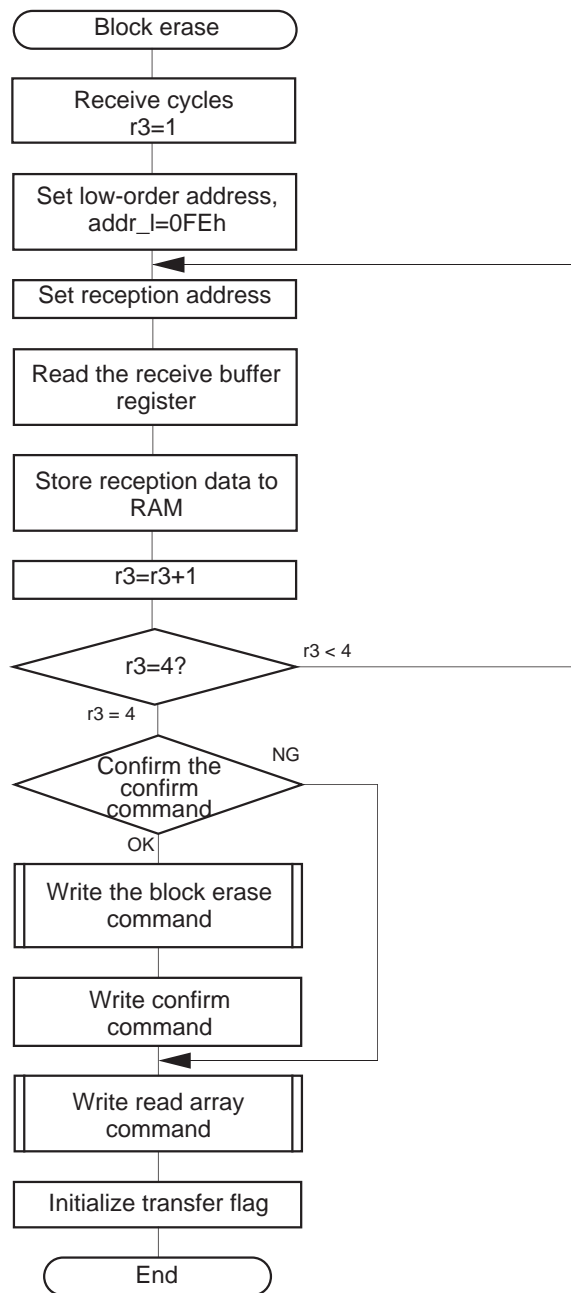 Block erase
Receive cycles
r3=1
Set low-order address,
addr_l=0FEh
Set reception address
Read the receive buffer
register
Store reception data to
RAM
r3=r3+1
r3=4?
r3 < 4
r3 = 4
Confirm the
confirm
command
NG
OK
Write the block erase
command
Write confirm
command
Write read array
command
Initialize transfer flag
End